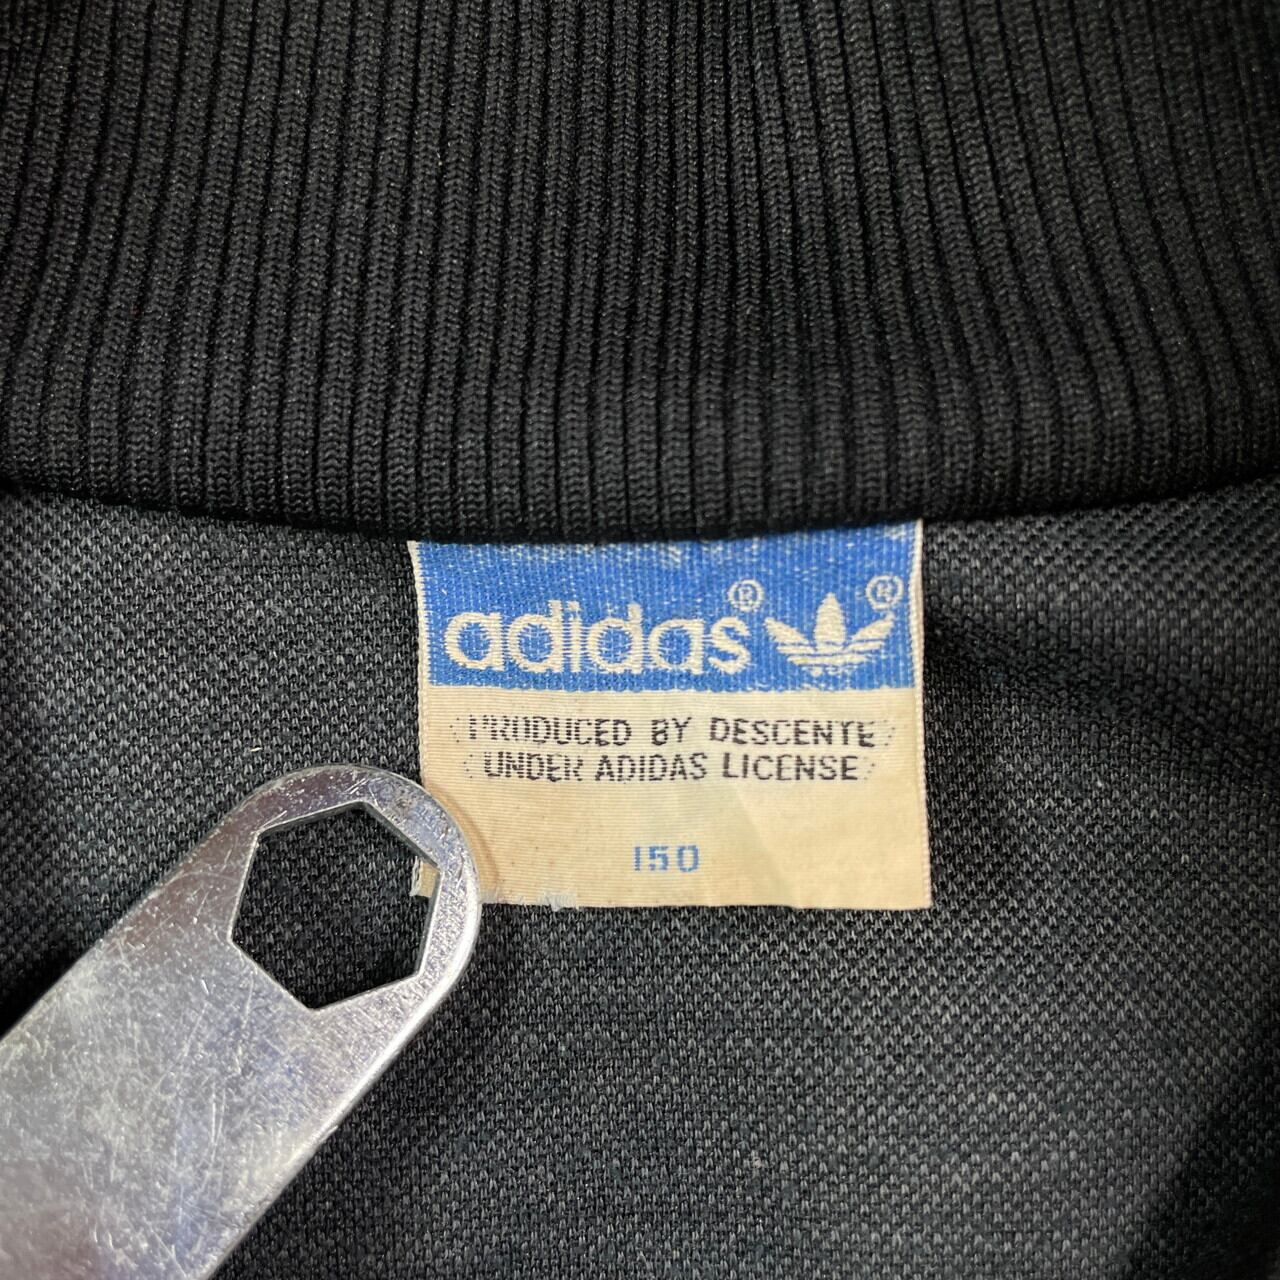 adidas® ®
PRODUCED BY DESCENTE
UNDER ADIDAS LICENSE
150